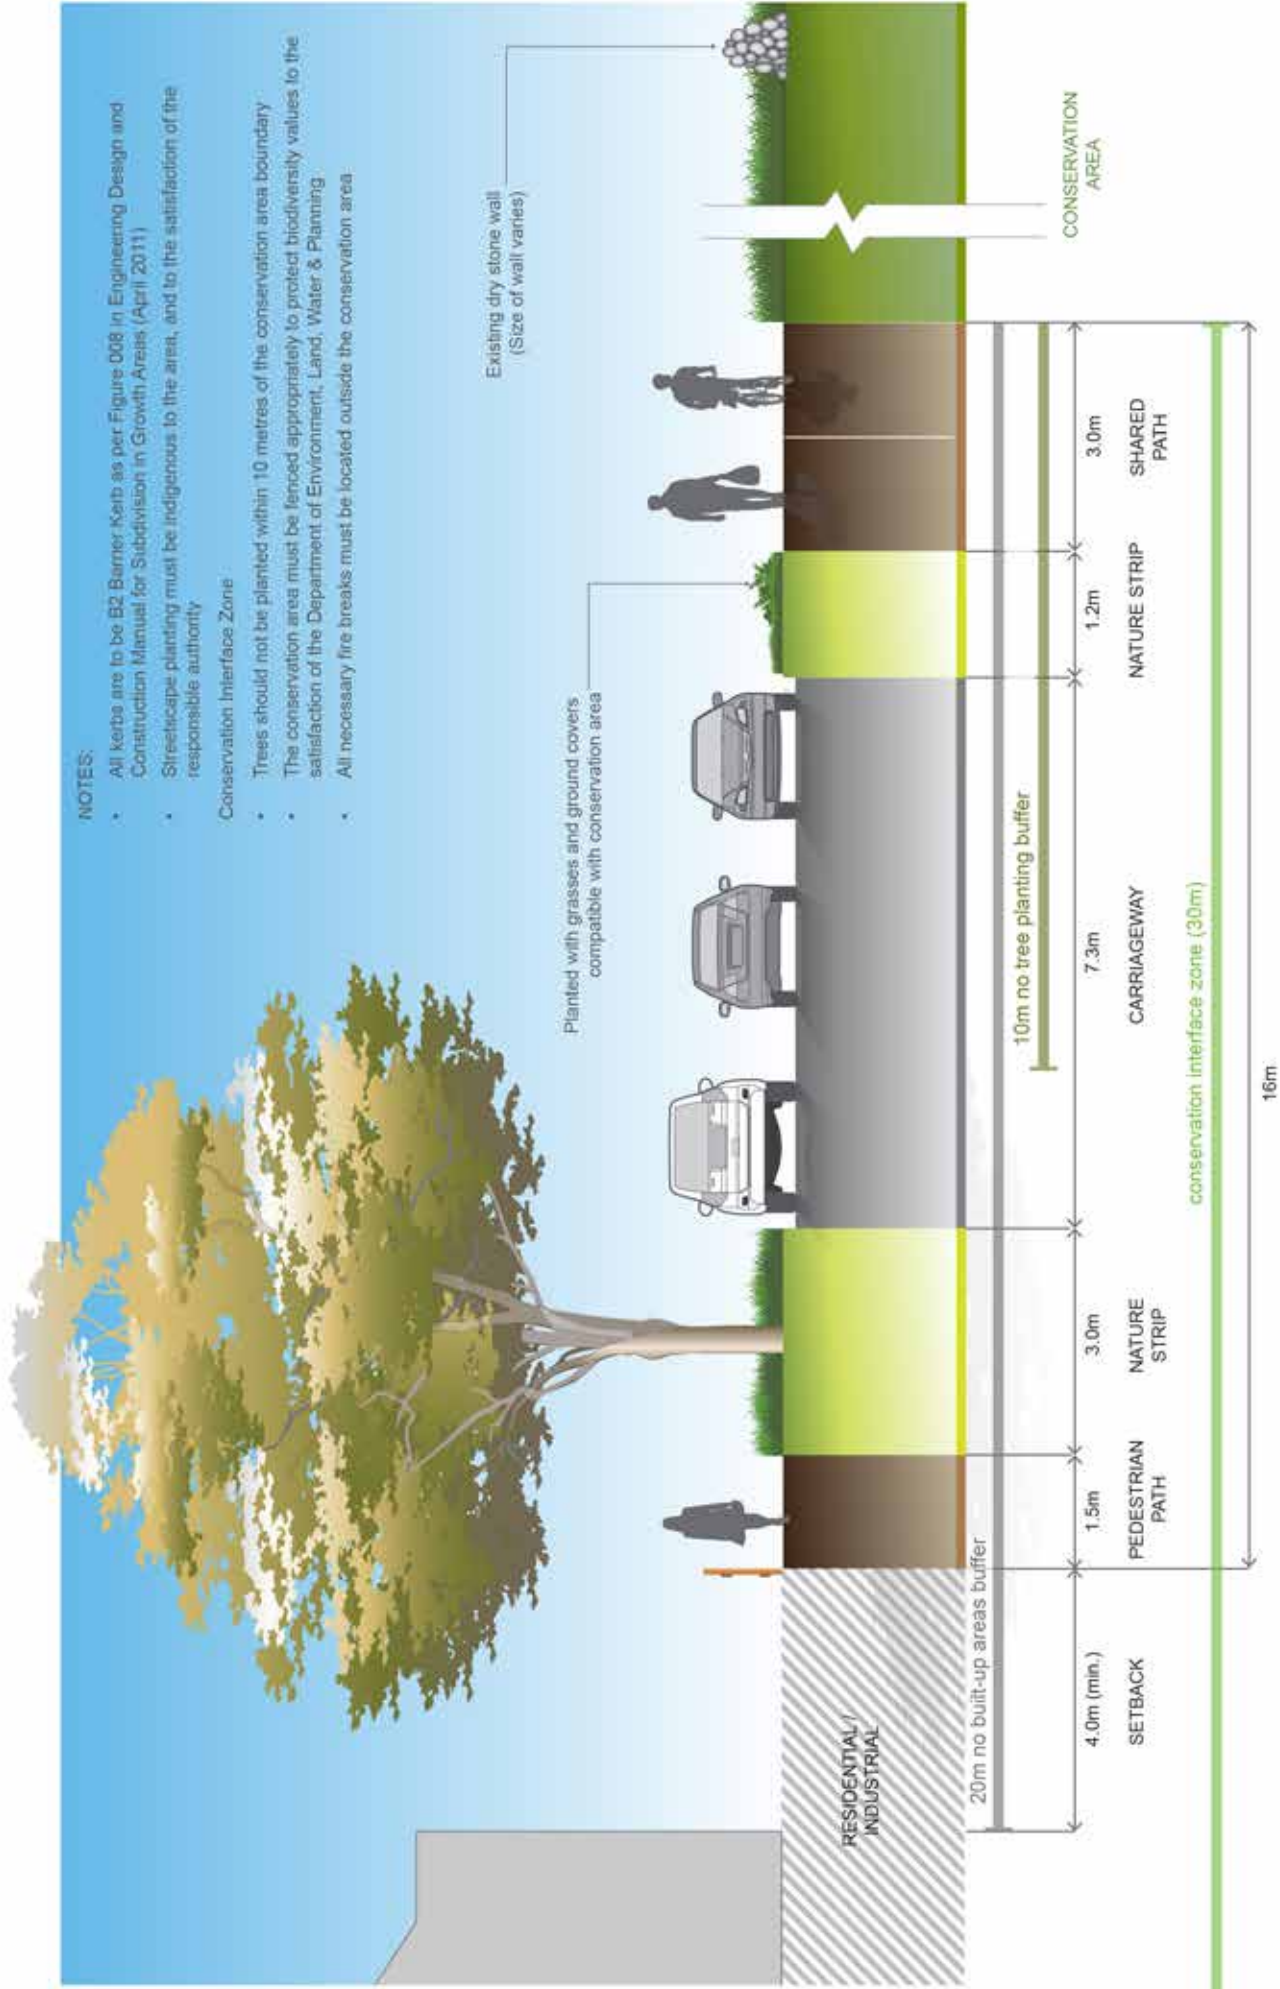 NOTES:
• All kerbs are to be B2 Barrier Kerb as per Figure 008 in Engineering Design and
Construction Manual for Subdivision in Growth Areas (April 2011)
• Streetscape planting must be indigenous to the area, and to the satisfaction of the
responsible authority
Conservation Interface Zone
• Trees should not be planted within 10 metres of the conservation area boundary
• The conservation area must be fenced appropriately to protect biodiversity values to the
satisfaction of the Department of Environment, Land, Water & Planning
• All necessary fire breaks must be located outside the conservation area
Existing dry stone wall
(Size of wall varies)
Planted with grasses and ground covers
compatible with conservation area
RESIDENTIAL /
INDUSTRIAL
20m no built-up areas buffer
10m no tree planting buffer
4.0m (min.)
1.5m
3.0m
7.3m
1.2m
3.0m
SETBACK
PEDESTRIAN
PATH
NATURE
STRIP
CARRIAGEWAY
NATURE STRIP
SHARED
PATH
CONSERVATION
AREA
conservation interface zone (30m)
16m